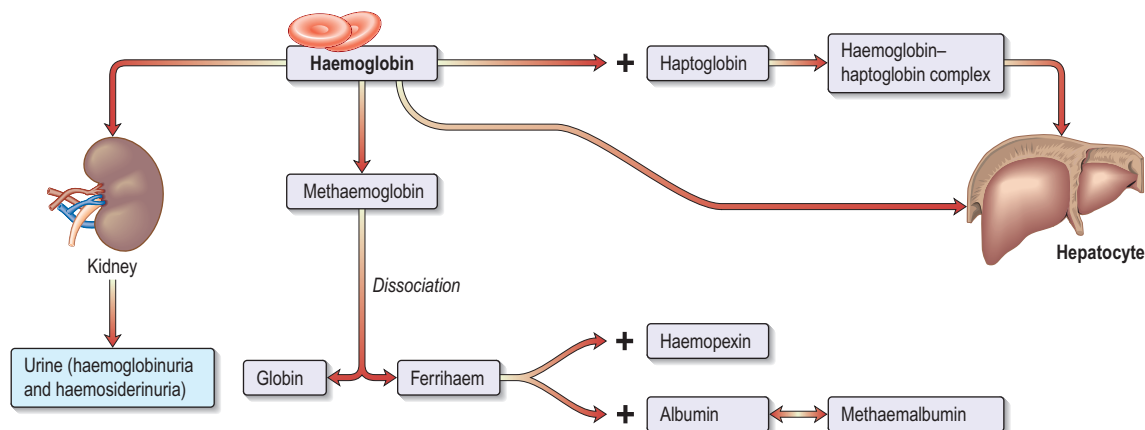 Haemoglobin
+
Haptoglobin
Haemoglobin–
haptoglobin complex
Methaemoglobin
Kidney
Hepatocyte
Dissociation
Urine (haemoglobinuria
and haemosiderinuria)
Globin
Ferrihaem
+
Haemopexin
+
Albumin
Methaemalbumin